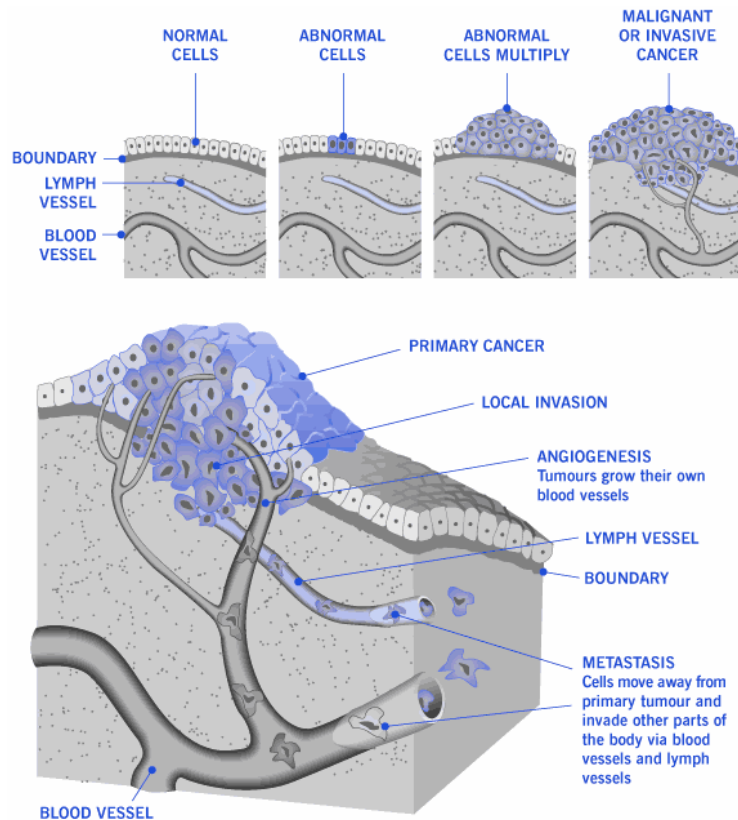 NORMAL
CELLS
ABNORMAL
CELLS
ABNORMAL
CELLS MULTIPLY
MALIGNANT
OR INVASIVE
CANCER
BOUNDARY
LYMPH
VESSEL
BLOOD
VESSEL
PRIMARY CANCER
LOCAL INVASION
ANGIOGENESIS
Tumours grow their own
blood vessels
LYMPH VESSEL
BOUNDARY
METASTASIS
Cells move away from
primary tumour and
invade other parts of
the body via blood
vessels and lymph
vessels
BLOOD VESSEL